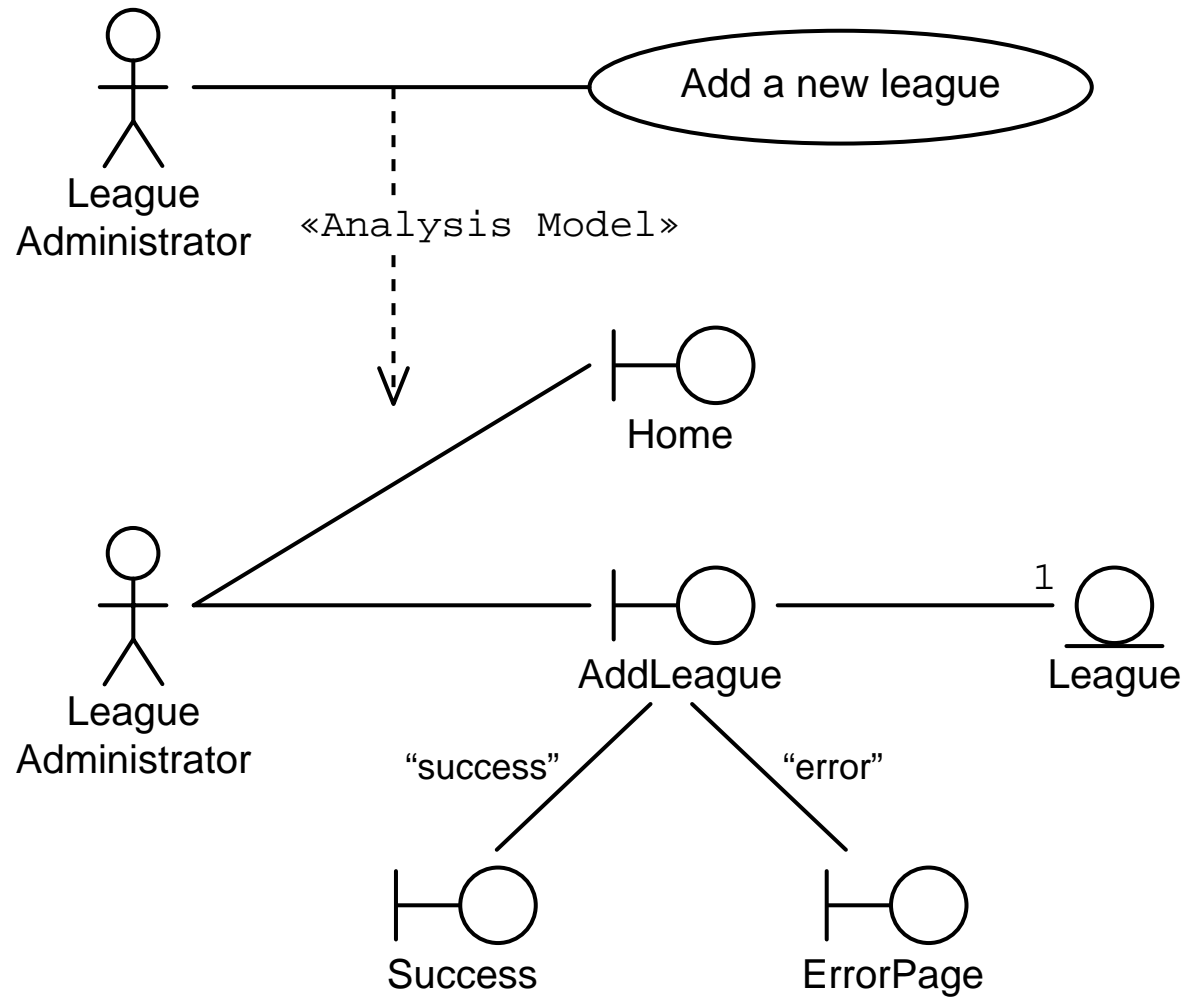 Add a new league
League
Administrator
«Analysis Model»
Home
1
AddLeague
League
League
Administrator
“success”
“error”
Success
ErrorPage